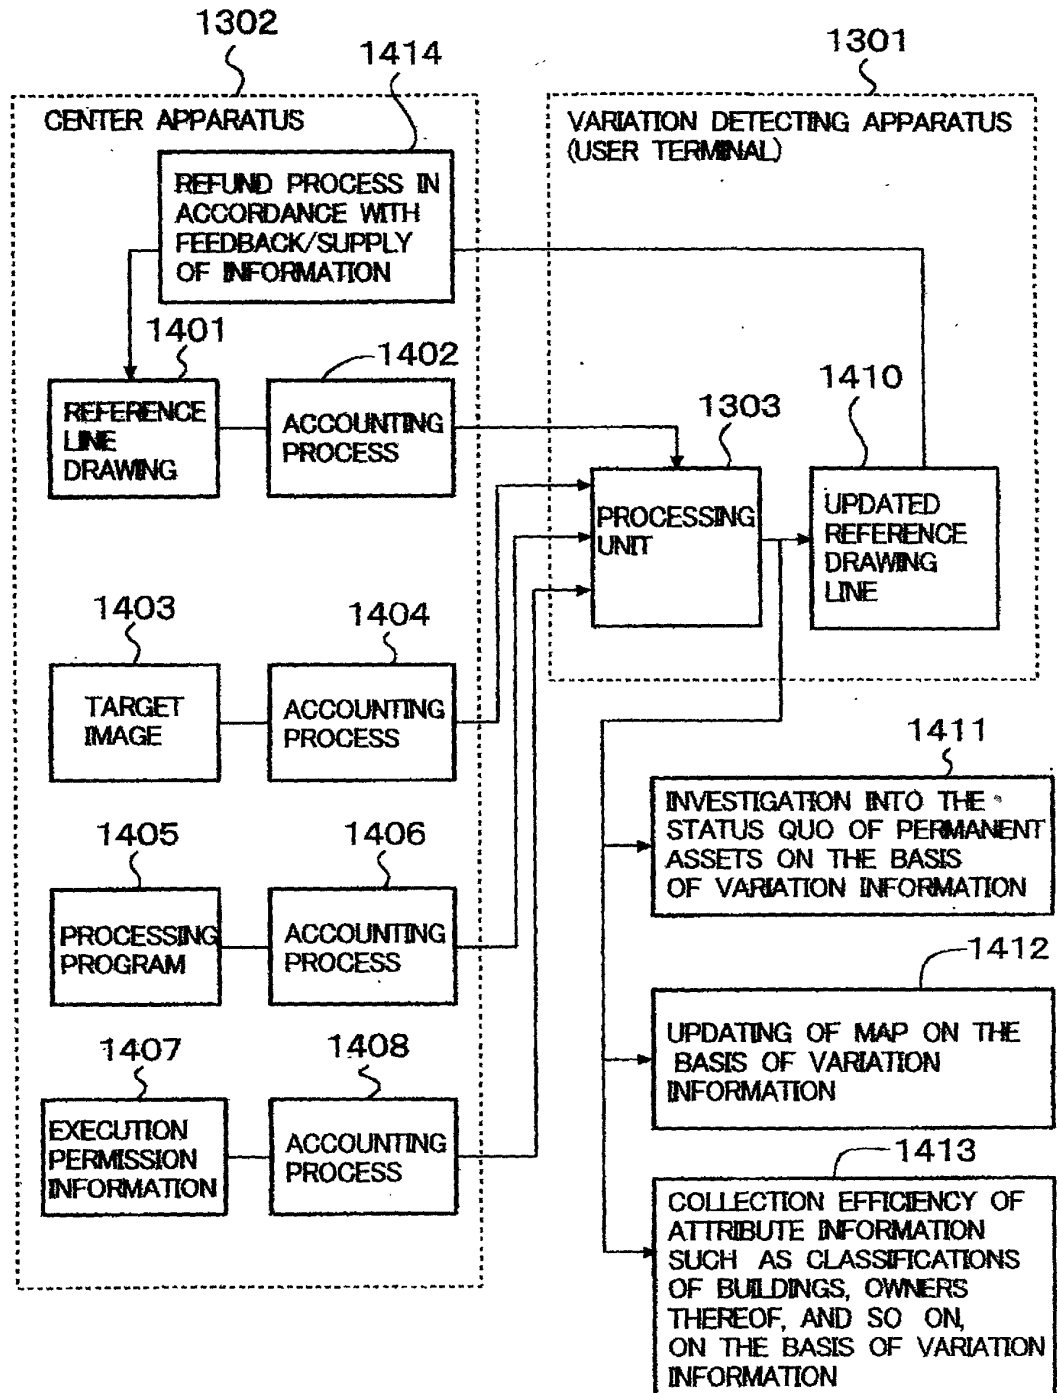 1302
1414
1301
CENTER APPARATUS
REFUND PROCESS IN
ACCORDANCE WITH
FEEDBACK/SUPPLY
OF INFORMATION
VARIATION DETECTING APPARATUS
(USER TERMINAL)
1401
1402
REFERENCE
LINE
DRAWING
ACCOUNTING
PROCESS
1303
1410
PROCESSING
UNIT
UPDATED
REFERENCE
DRAWING
LINE
1403
1404
TARGET
IMAGE
ACCOUNTING
PROCESS
1411
INVESTIGATION INTO THE
STATUS QUO OF PERMANENT
ASSETS ON THE BASIS
OF VARIATION INFORMATION
1405
1406
PROCESSING
PROGRAM
ACCOUNTING
PROCESS
1412
UPDATING OF MAP ON THE
BASIS OF VARIATION
INFORMATION
1407
1408
EXECUTION
PERMISSION
INFORMATION
ACCOUNTING
PROCESS
1413
COLLECTION EFFICIENCY OF
ATTRIBUTE INFORMATION
SUCH AS CLASSIFICATIONS
OF BUILDINGS, OWNERS
THEREOF, AND SO ON,
ON THE BASIS OF VARIATION
INFORMATION